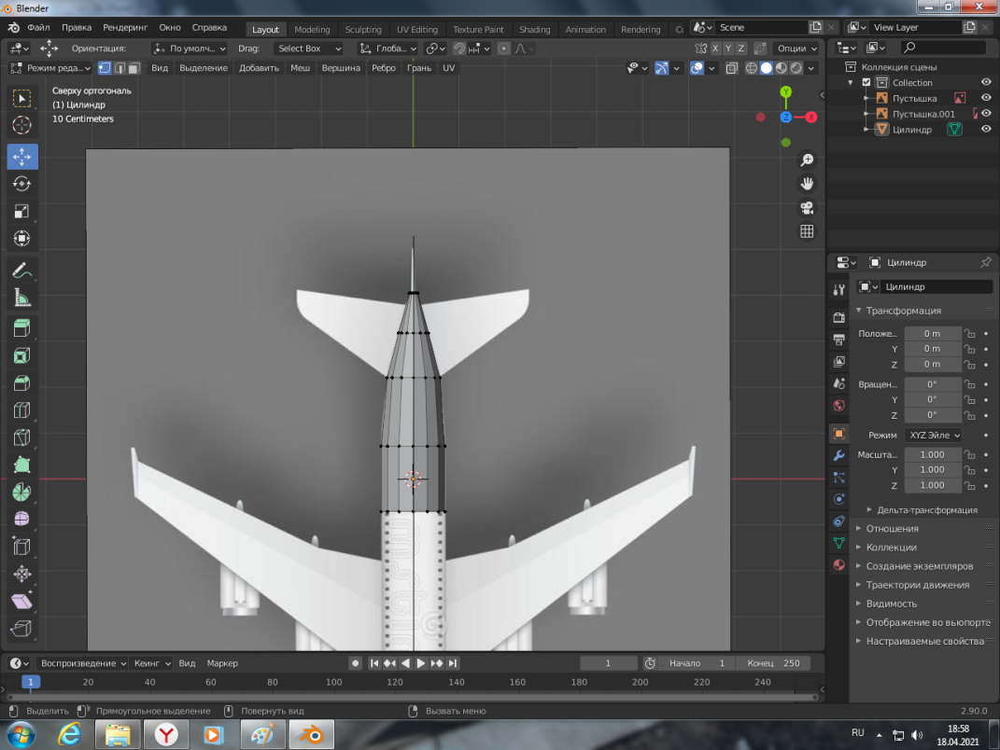 Blender
Файл Правка Рендеринг Окно Справка Layout Modeling Sculpting UV Editing Texture Paint Shading Animation Rendering Scene View Layer
Ориентация: По умолч... Drag: Select Box Глоба... X Y Z Опции
Режим реда... Вид Выделение Добавить Меш Вершина Ребро Грань UV
Сверху ортогональ
(1) Цилиндр
10 Centimeters
Y
Z X
Коллекция сцены
Collection
Пустышка
Пустышка.001
Цилиндр
Цилиндр
Цилиндр
Трансформация
Положе... 0 m
Y 0 m
Z 0 m
Вращен... 0°
Y 0°
Z 0°
Режим XYZ Эйле
Масшта... 1.000
Y 1.000
Z 1.000
Дельта-трансформация
Отношения
Коллекции
Создание экземпляров
Траектории движения
Видимость
Отображение во вьюпорте
Настраиваемые свойства
Воспроизведение Кеинг Вид Маркер 1 Начало 1 Конец 250
1 20 40 60 80 100 120 140 160 180 200 220 240
Выделить Прямоугольное выделение Повернуть вид Вызвать меню 2.90.0
RU 18:58
18.04.2021